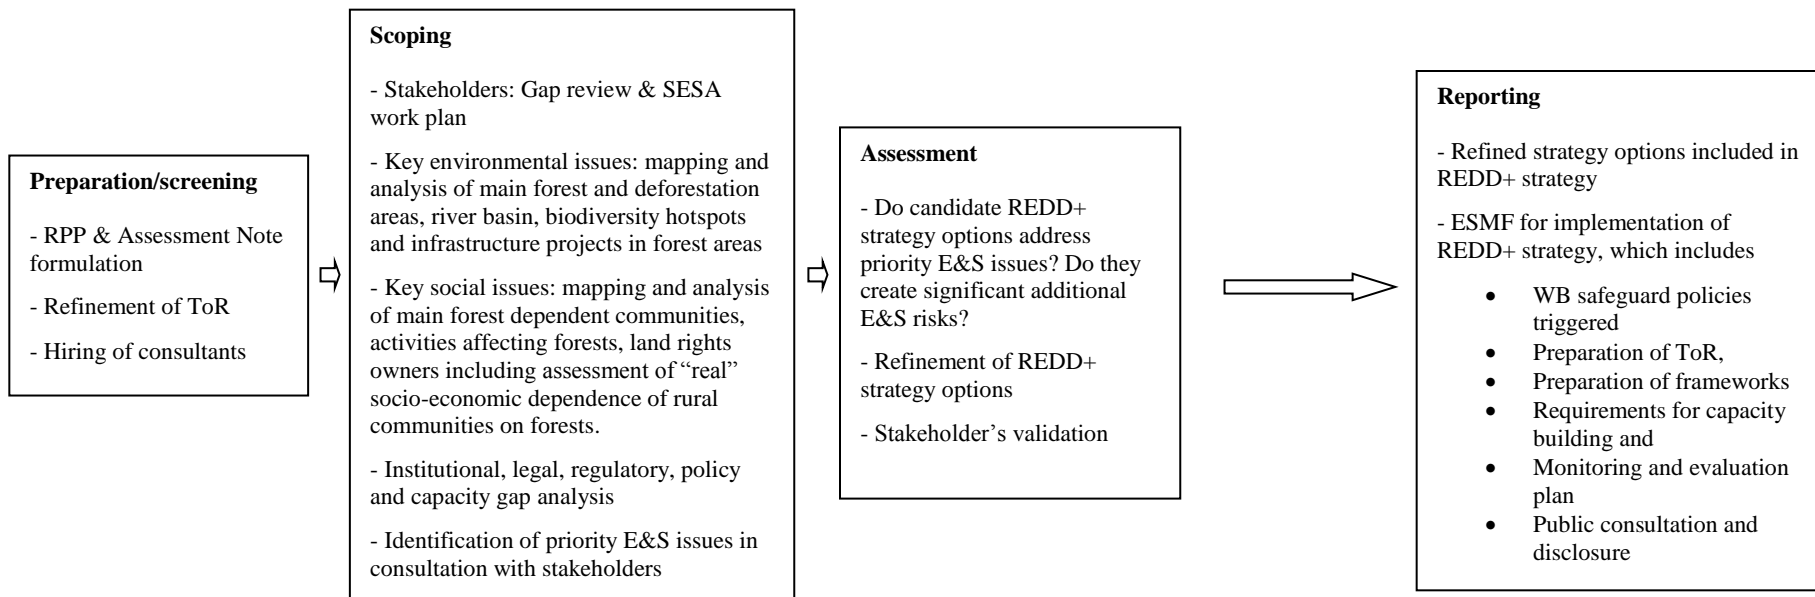 Preparation/screening
- RPP & Assessment Note
formulation
- Refinement of ToR
- Hiring of consultants
Scoping
- Stakeholders: Gap review & SESA
work plan
- Key environmental issues: mapping and
analysis of main forest and deforestation
areas, river basin, biodiversity hotspots
and infrastructure projects in forest areas
- Key social issues: mapping and analysis
of main forest dependent communities,
activities affecting forests, land rights
owners including assessment of “real”
socio-economic dependence of rural
communities on forests.
- Institutional, legal, regulatory, policy
and capacity gap analysis
- Identification of priority E&S issues in
consultation with stakeholders
Assessment
- Do candidate REDD+
strategy options address
priority E&S issues? Do they
create significant additional
E&S risks?
- Refinement of REDD+
strategy options
- Stakeholder’s validation
Reporting
- Refined strategy options included in
REDD+ strategy
- ESMF for implementation of
REDD+ strategy, which includes
• WB safeguard policies
triggered
• Preparation of ToR,
• Preparation of frameworks
• Requirements for capacity
building and
• Monitoring and evaluation
plan
• Public consultation and
disclosure